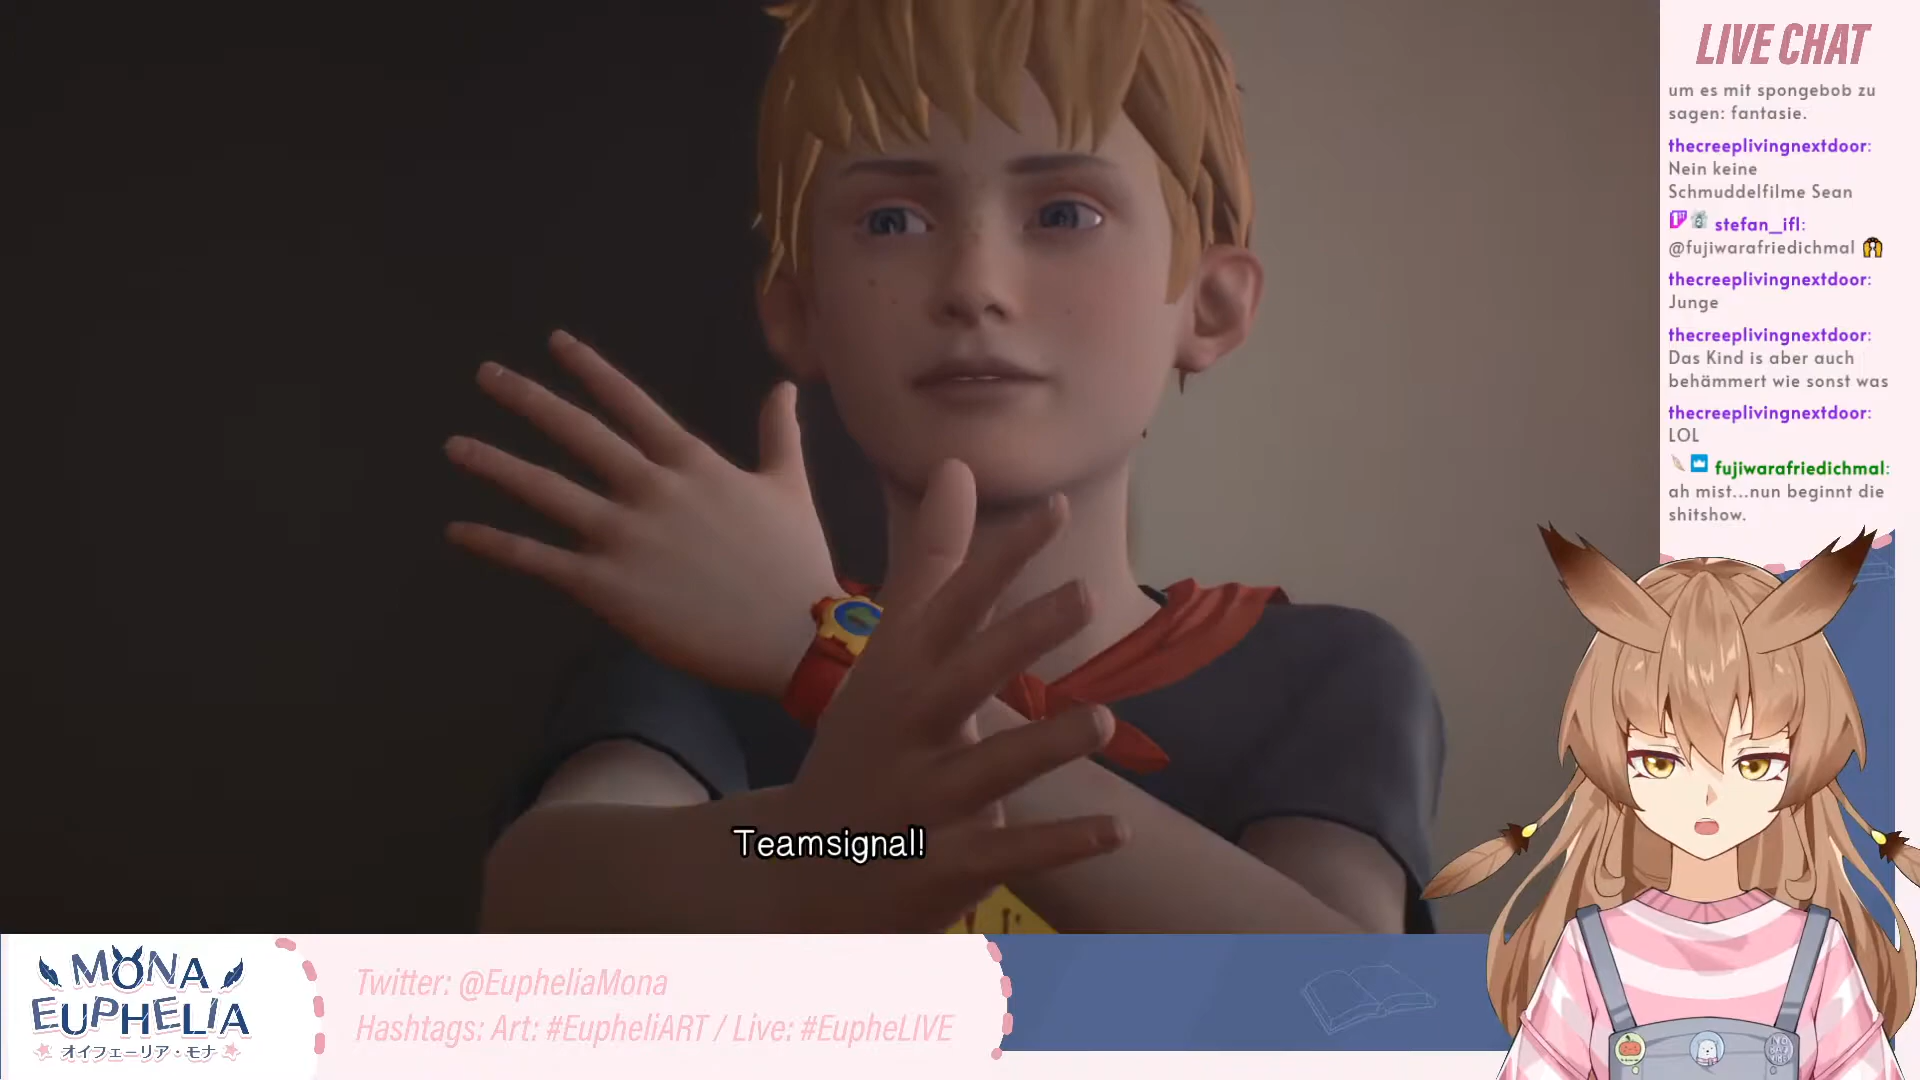 LIVE CHAT
um es mit spongebob zu
sagen: fantasie.
thecreeplivingnextdoor:
Nein keine
Schmuddelfilme Sean
stefan_ifl:
@fujiwarafriedichmal
thecreeplivingnextdoor:
Junge
thecreeplivingnextdoor:
Das Kind is aber auch
behämmert wie sonst was
thecreeplivingnextdoor:
LOL
fujiwarafriedichmal:
ah mist...nun beginnt die
shitshow.
Teamsignal!
MONA
EUPHELIA
オイフェーリア・モナ
Twitter: @EupheliaMona
Hashtags: Art: #EupheliART / Live: #EupheLIVE